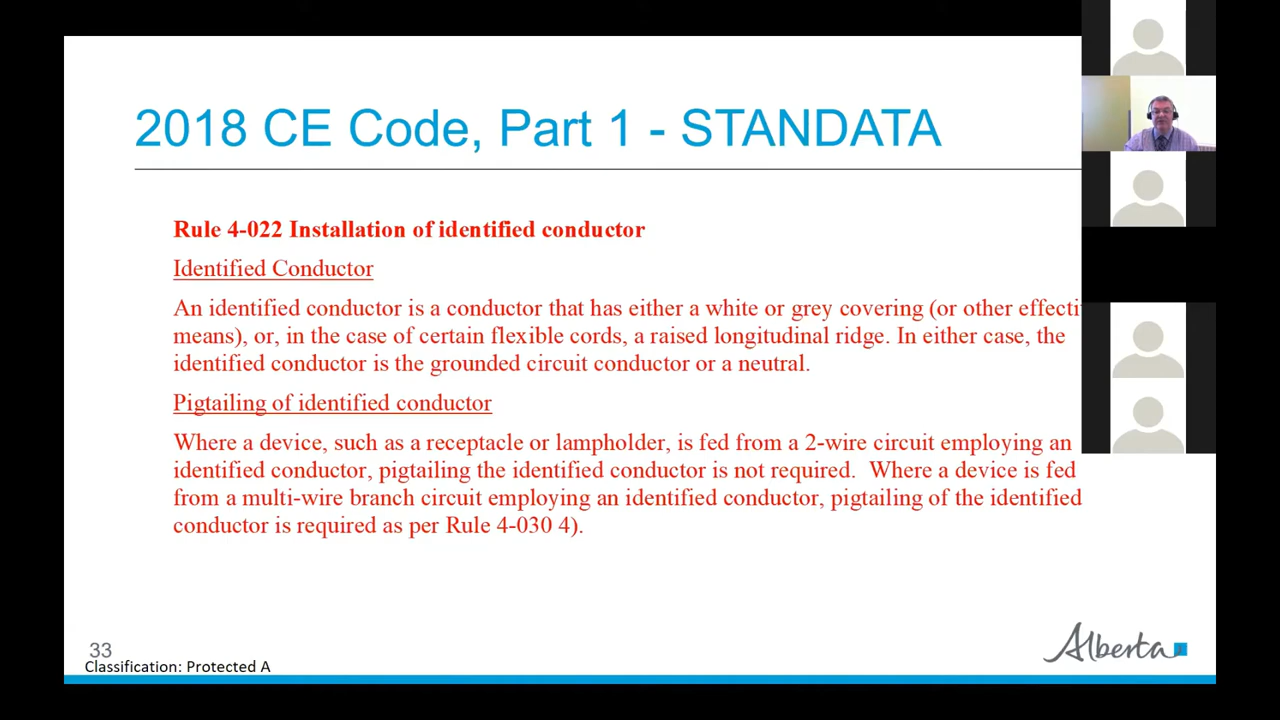 2018 CE Code, Part 1 - STANDATA
Rule 4-022 Installation of identified conductor
Identified Conductor
An identified conductor is a conductor that has either a white or grey covering (or other effecti
means), or, in the case of certain flexible cords, a raised longitudinal ridge. In either case, the
identified conductor is the grounded circuit conductor or a neutral.
Pigtailing of identified conductor
Where a device, such as a receptacle or lampholder, is fed from a 2-wire circuit employing an
identified conductor, pigtailing the identified conductor is not required.  Where a device is fed
from a multi-wire branch circuit employing an identified conductor, pigtailing of the identified
conductor is required as per Rule 4-030 4).
33
Classification: Protected A
Alberta